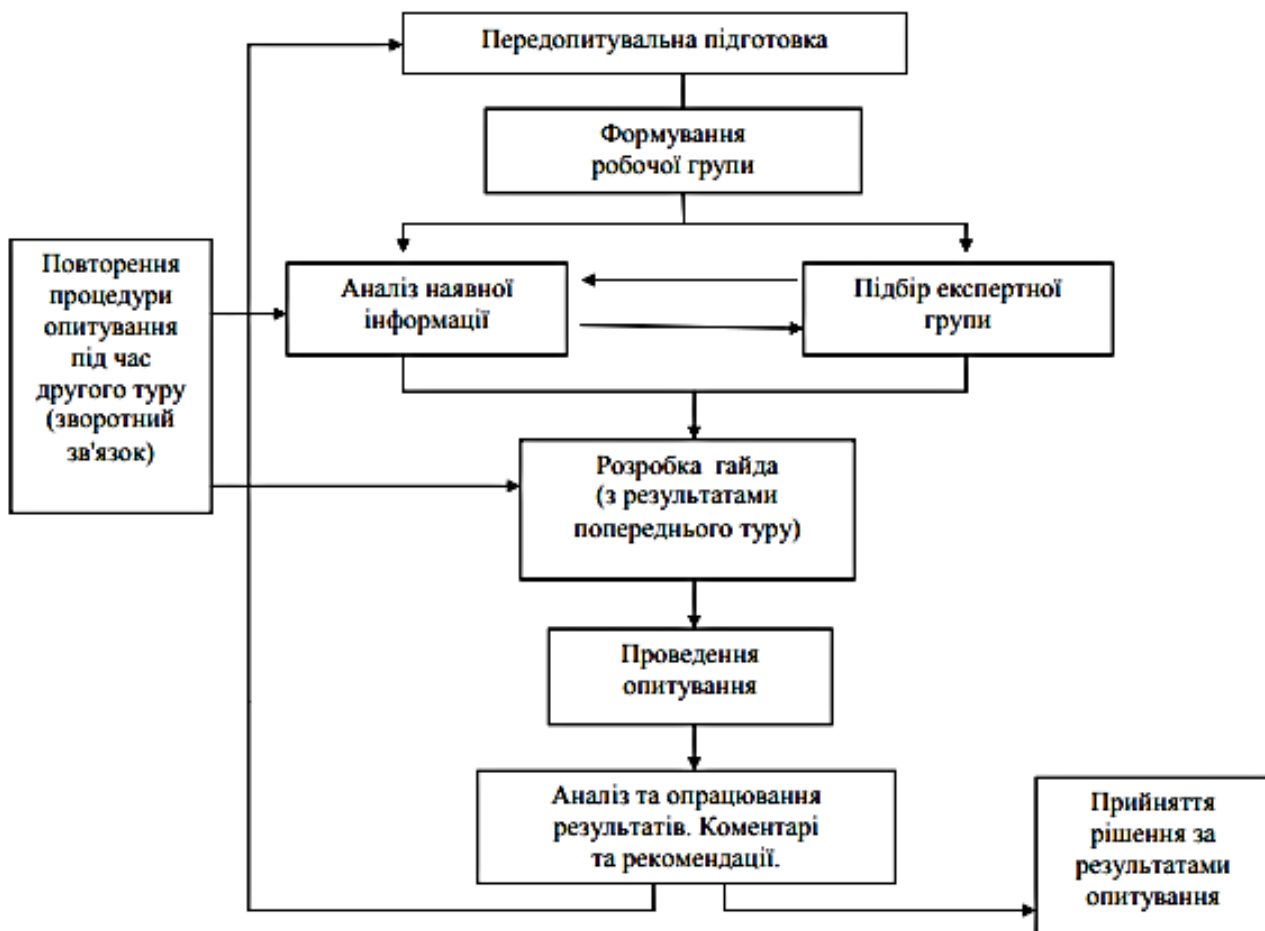 Передопитувальна підготовка
Формування
робочої групи
Повторення
процедури
опитування
під час
другого туру
(зворотний
зв'язок)
Аналіз наявної
інформації
Підбір експертної
групи
Розробка гайда
(з результатами
попереднього туру)
Проведення
опитування
Аналіз та опрацювання
результатів. Коментарі
та рекомендації.
Прийняття
рішення за
результатами
опитування